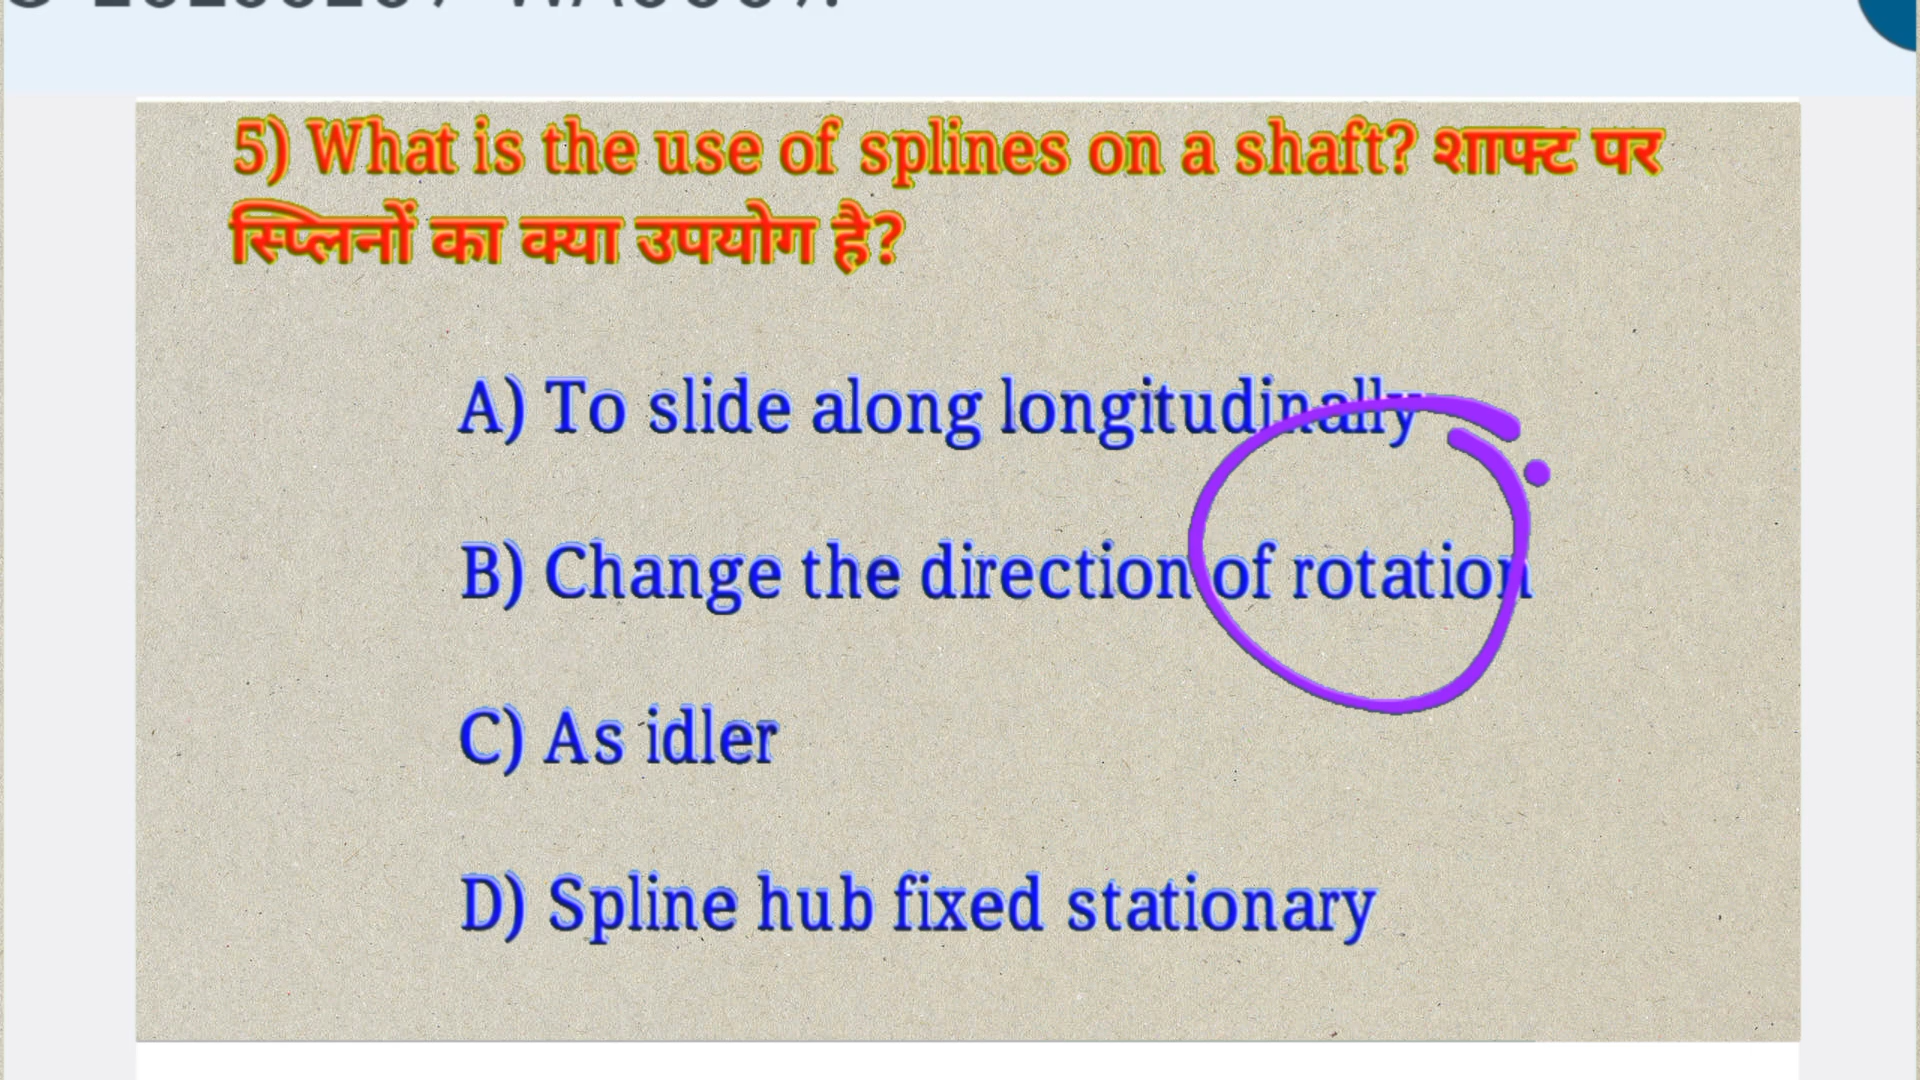 5) What is the use of splines on a shaft? शाफ्ट पर
स्प्लिनों का क्या उपयोग है?
A) To slide along longitudinally
B) Change the direction of rotation
C) As idler
D) Spline hub fixed stationary